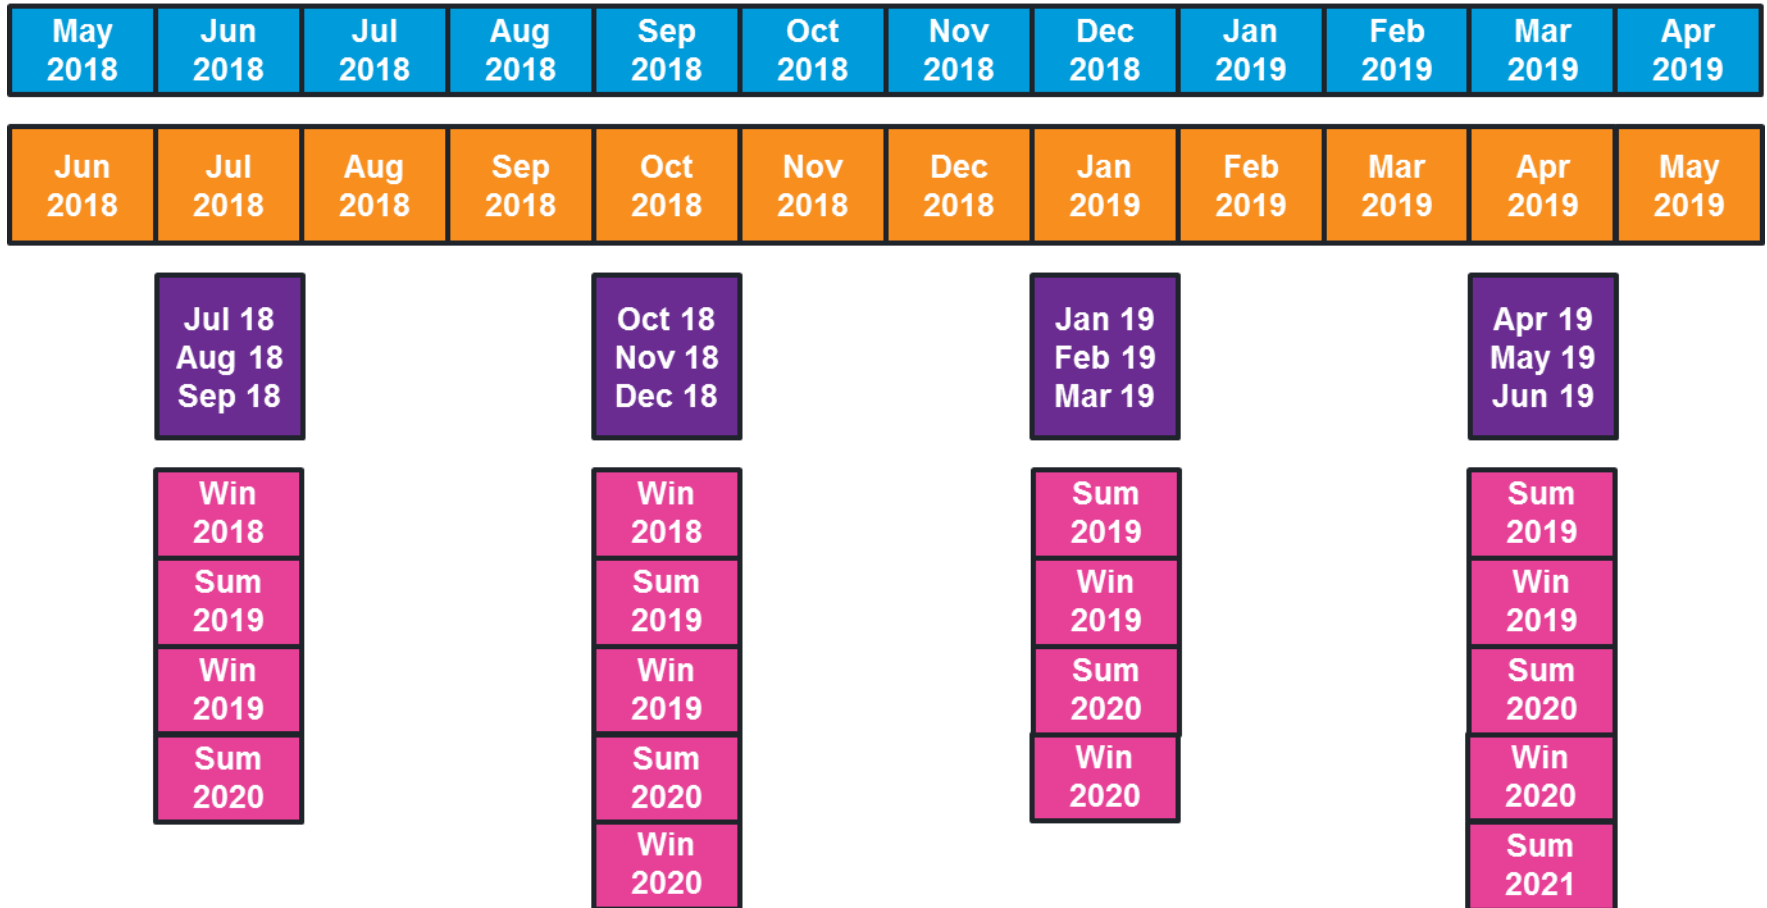 May Jun Jul Aug Sep Oct Nov Dec Jan Feb Mar Apr
2018 2018 2018 2018 2018 2018 2018 2018 2019 2019 2019 2019
Jun Jul Aug Sep Oct Nov Dec Jan Feb Mar Apr May
2018 2018 2018 2018 2018 2018 2018 2019 2019 2019 2019 2019
Jul 18 Oct 18 Jan 19 Apr 19
Aug 18 Nov 18 Feb 19 May 19
Sep 18 Dec 18 Mar 19 Jun 19
Win Win Sum Sum
2018 2018 2019 2019
Sum Sum Win Win
2019 2019 2019 2019
Win Win Sum Sum
2019 2019 2020 2020
Sum Sum Win Win
2020 2020 2020 2020
Win Sum
2020 2021